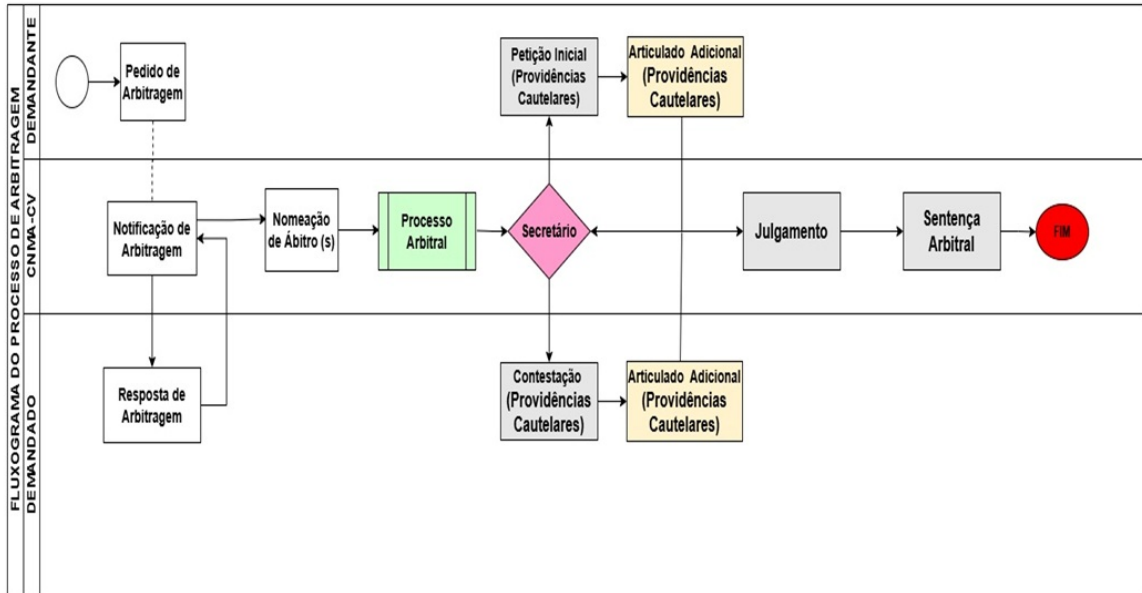 FLUXOGRAMA DO PROCESSO DE ARBITRAGEM
DEMANDANTE
Pedido de
Arbitragem
Petição Inicial
(Providências
Cautelares)
Articulado Adicional
(Providências
Cautelares)
CNIMA-CV
Notificação de
Arbitragem
Nomeação
de Ábitro (s)
Processo
Arbitral
Secretário
Julgamento
Sentença
Arbitral
FIM
DEMANDADO
Resposta de
Arbitragem
Contestação
(Providências
Cautelares)
Articulado Adicional
(Providências
Cautelares)